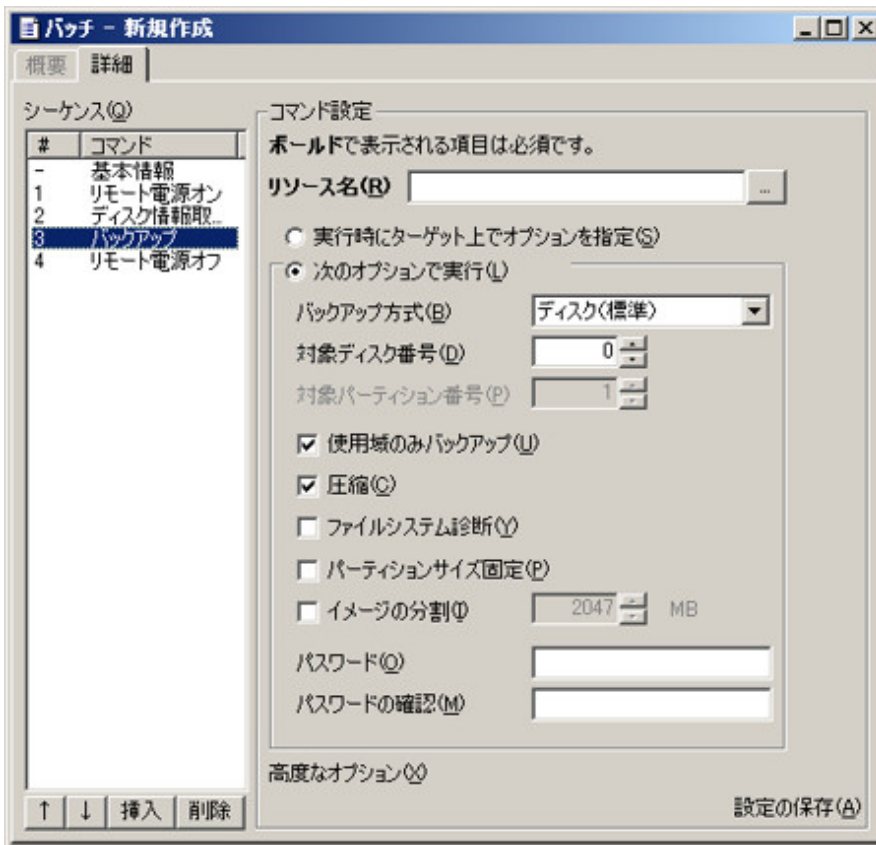 バッチ - 新規作成
概要 詳細
シーケンス(Q)
# コマンド
- 基本情報
1 リモート電源オン
2 ディスク情報取...
3 バックアップ
4 リモート電源オフ
↑ ↓ 挿入 削除
コマンド設定
ボールドで表示される項目は必須です。
リソース名(R) ...
実行時にターゲット上でオプションを指定(S)
次のオプションで実行(L)
バックアップ方式(B) ディスク(標準)
対象ディスク番号(D) 0
対象パーティション番号(P) 1
使用域のみバックアップ(U)
圧縮(C)
ファイルシステム診断(Y)
パーティションサイズ固定(P)
イメージの分割(I) 2047 MB
パスワード(O)
パスワードの確認(M)
高度なオプション(X)
設定の保存(A)